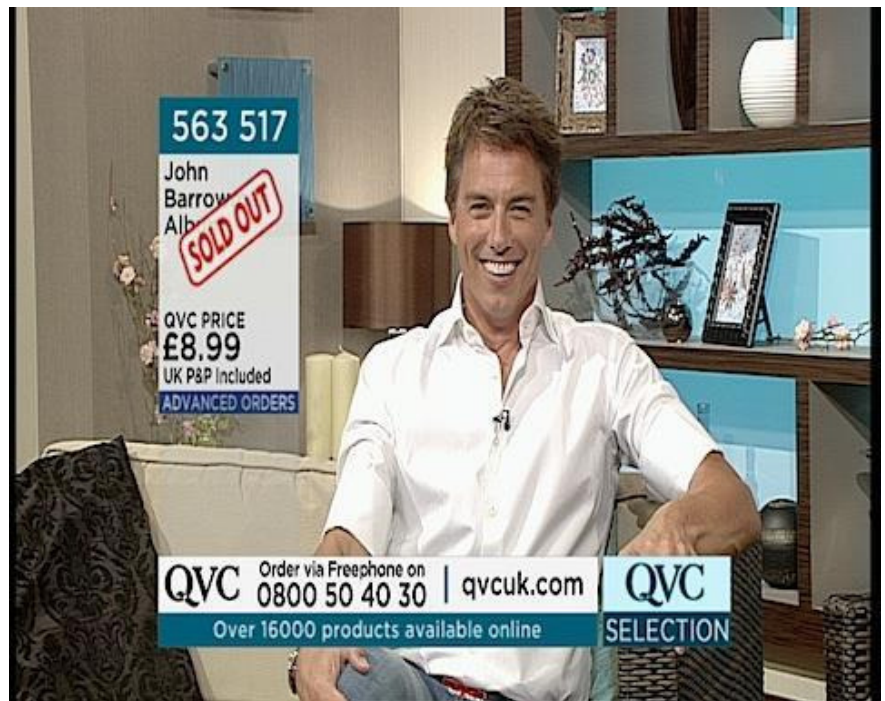 563 517
John
Barrow
Alb
SOLD OUT
QVC PRICE
£8.99
UK P&P Included
ADVANCED ORDERS
QVC
Order via Freephone on
0800 50 40 30
qvcuk.com
QVC
SELECTION
Over 16000 products available online